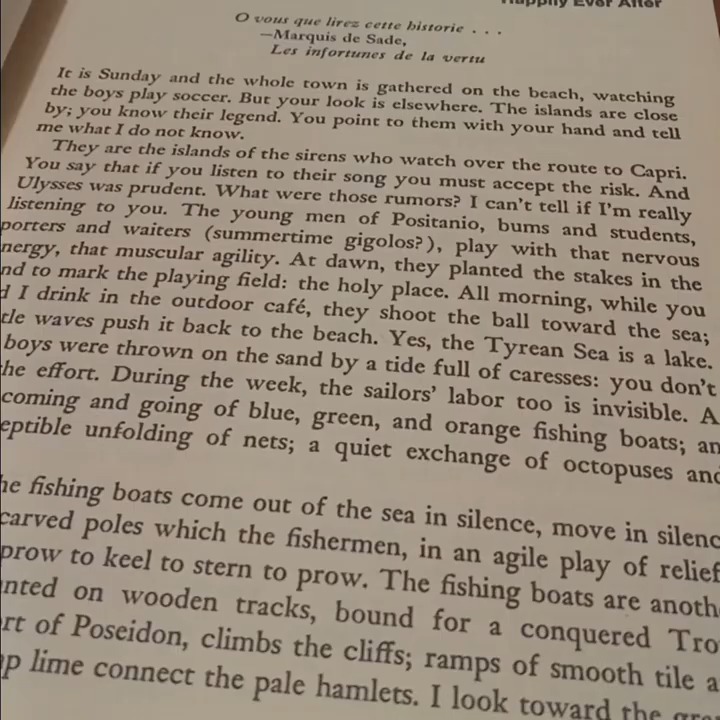 Happily Ever After
O vous que lirez cette historie . . .
—Marquis de Sade,
Les infortunes de la vertu
It is Sunday and the whole town is gathered on the beach, watching
the boys play soccer. But your look is elsewhere. The islands are close
by; you know their legend. You point to them with your hand and tell
me what I do not know.
They are the islands of the sirens who watch over the route to Capri.
You say that if you listen to their song you must accept the risk. And
Ulysses was prudent. What were those rumors? I can't tell if I'm really
listening to you. The young men of Positanio, bums and students,
porters and waiters (summertime gigolos?), play with that nervous
nergy, that muscular agility. At dawn, they planted the stakes in the
nd to mark the playing field: the holy place. All morning, while you
I drink in the outdoor café, they shoot the ball toward the sea;
tle waves push it back to the beach. Yes, the Tyrean Sea is a lake.
boys were thrown on the sand by a tide full of caresses: you don't
he effort. During the week, the sailors' labor too is invisible. A
coming and going of blue, green, and orange fishing boats; an
eptible unfolding of nets; a quiet exchange of octopuses and
he fishing boats come out of the sea in silence, move in silenc
carved poles which the fishermen, in an agile play of relief
prow to keel to stern to prow. The fishing boats are anoth
nted on wooden tracks, bound for a conquered Tro
rt of Poseidon, climbs the cliffs; ramps of smooth tile a
ap lime connect the pale hamlets. I look toward the